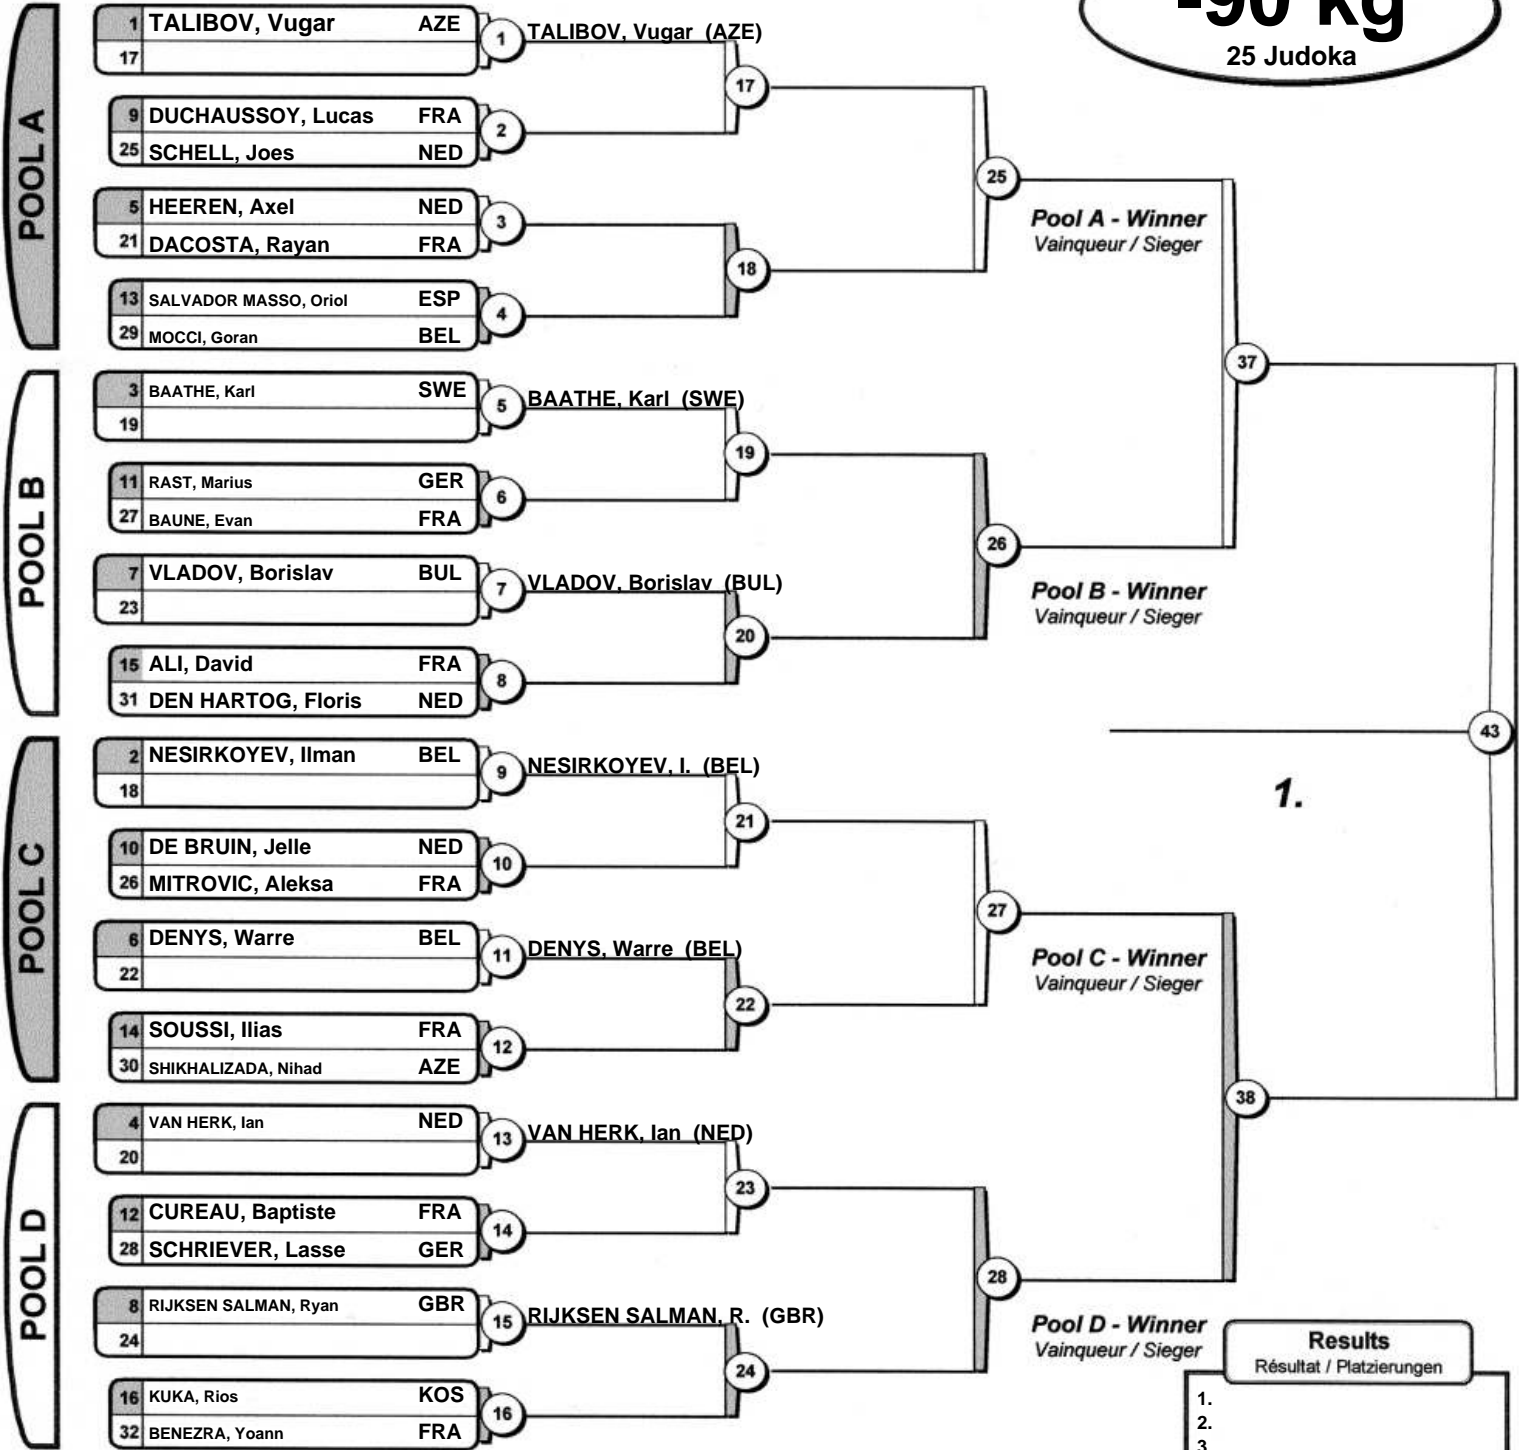 -90 kg
25 Judoka
POOL A
1 TALIBOV, Vugar AZE
17
1 TALIBOV, Vugar (AZE)
9 DUCHAUSSOY, Lucas FRA
25 SCHELL, Joes NED
2
17
5 HEEREN, Axel NED
21 DACOSTA, Rayan FRA
3
13 SALVADOR MASSO, Oriol ESP
29 MOCCI, Goran BEL
4
18
25
Pool A - Winner
Vainqueur / Sieger
POOL B
3 BAATHE, Karl SWE
19
5 BAATHE, Karl (SWE)
11 RAST, Marius GER
27 BAUNE, Evan FRA
6
19
7 VLADOV, Borislav BUL
23
7 VLADOV, Borislav (BUL)
15 ALI, David FRA
31 DEN HARTOG, Floris NED
8
20
26
Pool B - Winner
Vainqueur / Sieger
37
POOL C
2 NESIRKOYEV, Ilman BEL
18
9 NESIRKOYEV, I. (BEL)
10 DE BRUIN, Jelle NED
26 MITROVIC, Aleksa FRA
10
21
6 DENYS, Warre BEL
22
11 DENYS, Warre (BEL)
14 SOUSSI, Ilias FRA
30 SHIKHALIZADA, Nihad AZE
12
22
27
Pool C - Winner
Vainqueur / Sieger
POOL D
4 VAN HERK, Ian NED
20
13 VAN HERK, Ian (NED)
12 CUREAU, Baptiste FRA
28 SCHRIEVER, Lasse GER
14
23
8 RIJKSEN SALMAN, Ryan GBR
24
15 RIJKSEN SALMAN, R. (GBR)
16 KUKA, Rios KOS
32 BENEZRA, Yoann FRA
16
24
28
Pool D - Winner
Vainqueur / Sieger
38
43
1.
Results
Résultat / Platzierungen
1.
2.
3.